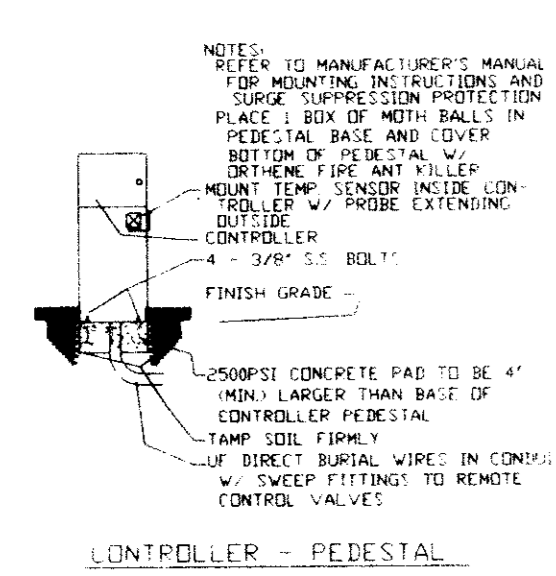 NOTES:
REFER TO MANUFACTURER'S MANUAL
FOR MOUNTING INSTRUCTIONS AND
SURGE SUPPRESSION PROTECTION
PLACE 1 BOX OF MOTH BALLS IN
PEDESTAL BASE AND COVER
BOTTOM OF PEDESTAL W/
ORTHENE FIRE ANT KILLER
MOUNT TEMP. SENSOR INSIDE CON-
TROLLER W/ PROBE EXTENDING
OUTSIDE
CONTROLLER
4 - 3/8" S.S. BOLTS
FINISH GRADE
2500PSI CONCRETE PAD TO BE 4'
(MIN.) LARGER THAN BASE OF
CONTROLLER PEDESTAL
TAMP SOIL FIRMLY
UF DIRECT BURIAL WIRES IN CONDUI
W/ SWEEP FITTINGS TO REMOTE
CONTROL VALVES
CONTROLLER - PEDESTAL